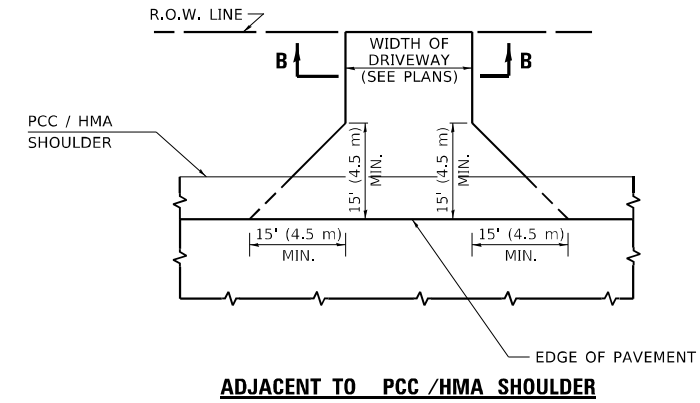 R.O.W. LINE
B
WIDTH OF
DRIVEWAY
(SEE PLANS)
B
PCC / HMA
SHOULDER
15' (4.5 m)
MIN.
15' (4.5 m)
MIN.
15' (4.5 m)
MIN.
15' (4.5 m)
MIN.
EDGE OF PAVEMENT
ADJACENT TO PCC /HMA SHOULDER